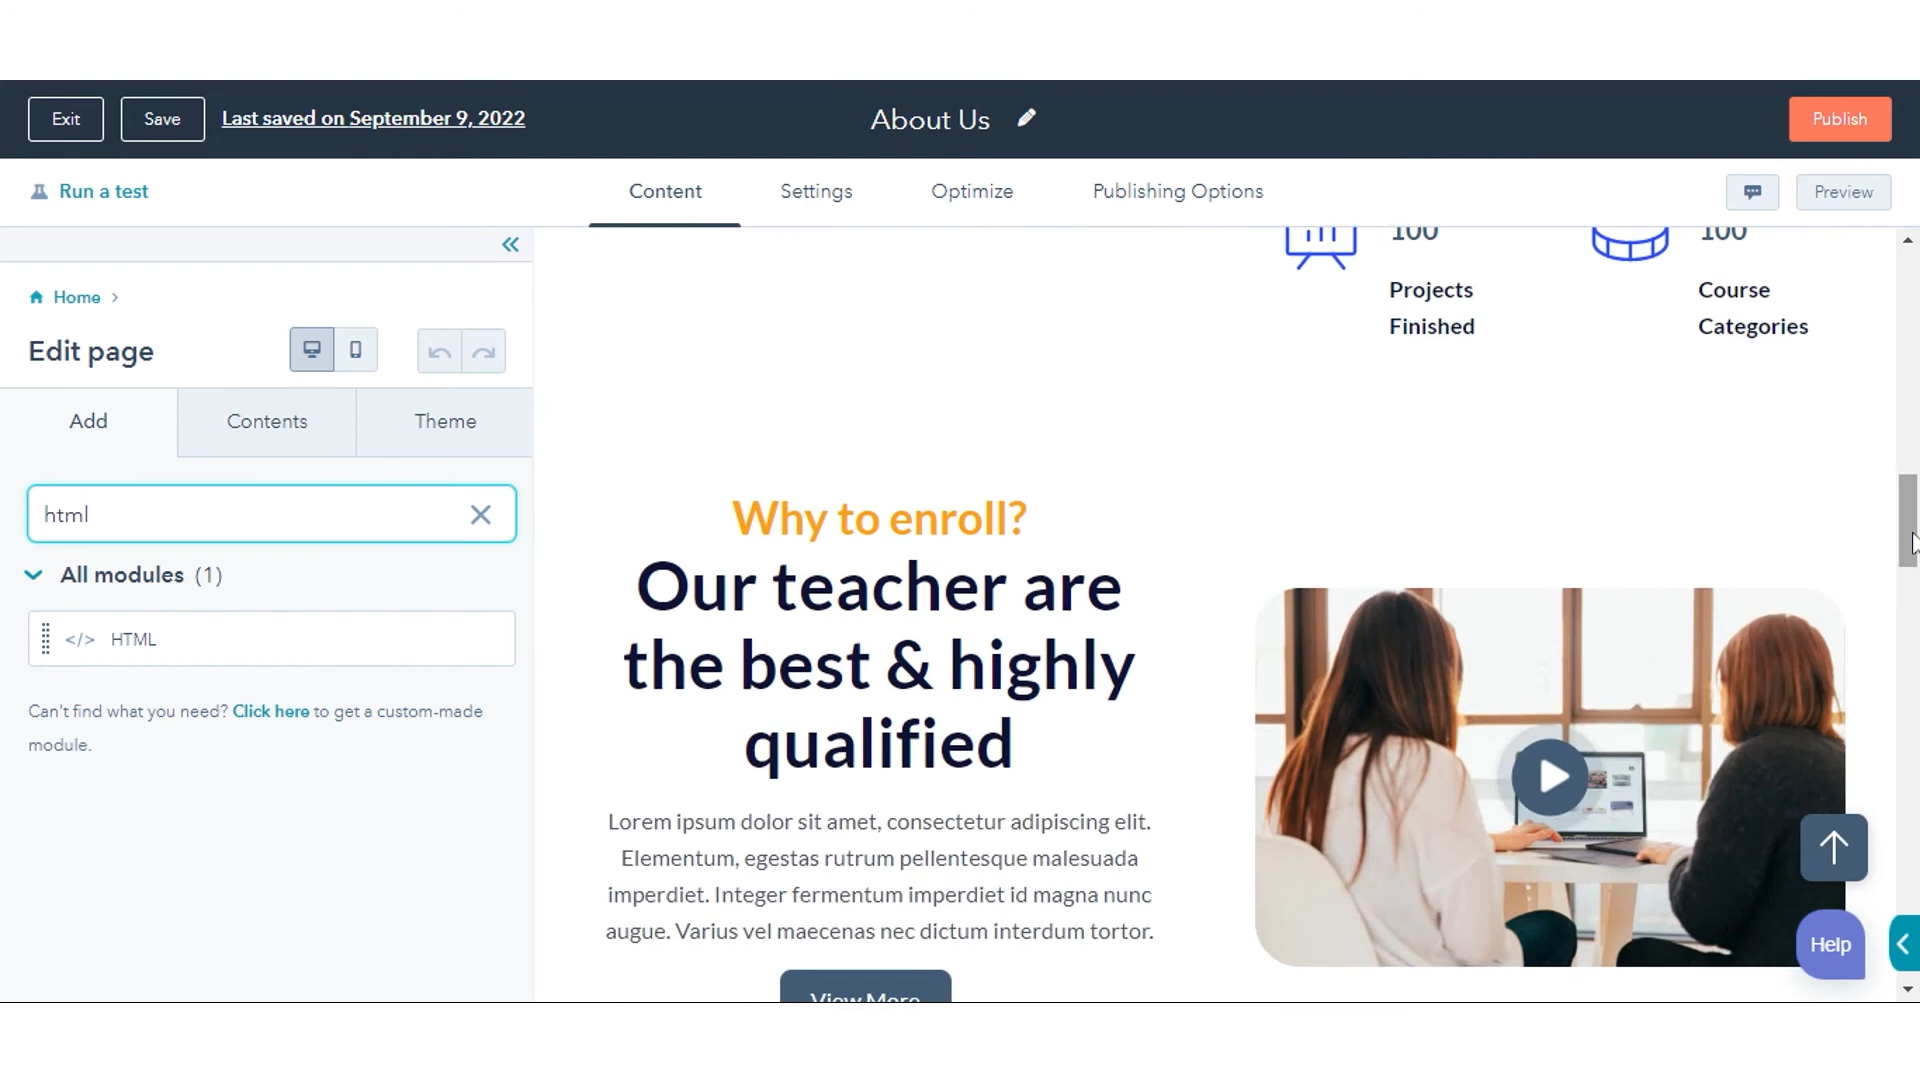 Exit
Save
Last saved on September 9, 2022
About Us
Publish
Run a test
Content
Settings
Optimize
Publishing Options
Preview
Home
Edit page
Add
Contents
Theme
html
All modules (1)
</> HTML
Can't find what you need? Click here to get a custom-made
module.
100
Projects
Finished
100
Course
Categories
Why to enroll?
Our teacher are
the best & highly
qualified
Lorem ipsum dolor sit amet, consectetur adipiscing elit.
Elementum, egestas rutrum pellentesque malesuada
imperdiet. Integer fermentum imperdiet id magna nunc
augue. Varius vel maecenas nec dictum interdum tortor.
View More
Help